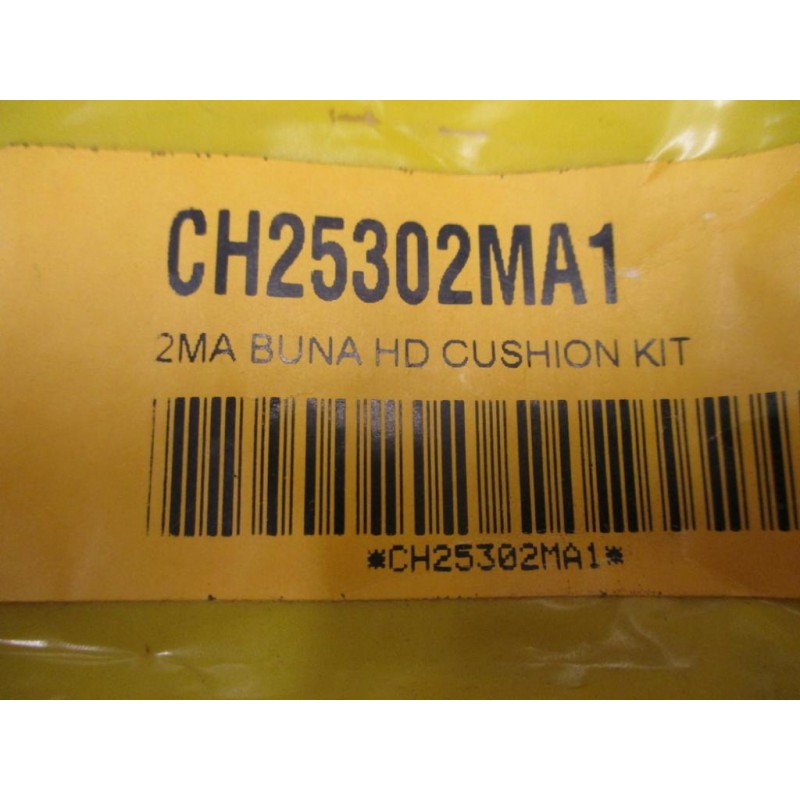 CH25302MA1
2MA BUNA HD CUSHION KIT
*CH25302MA1*